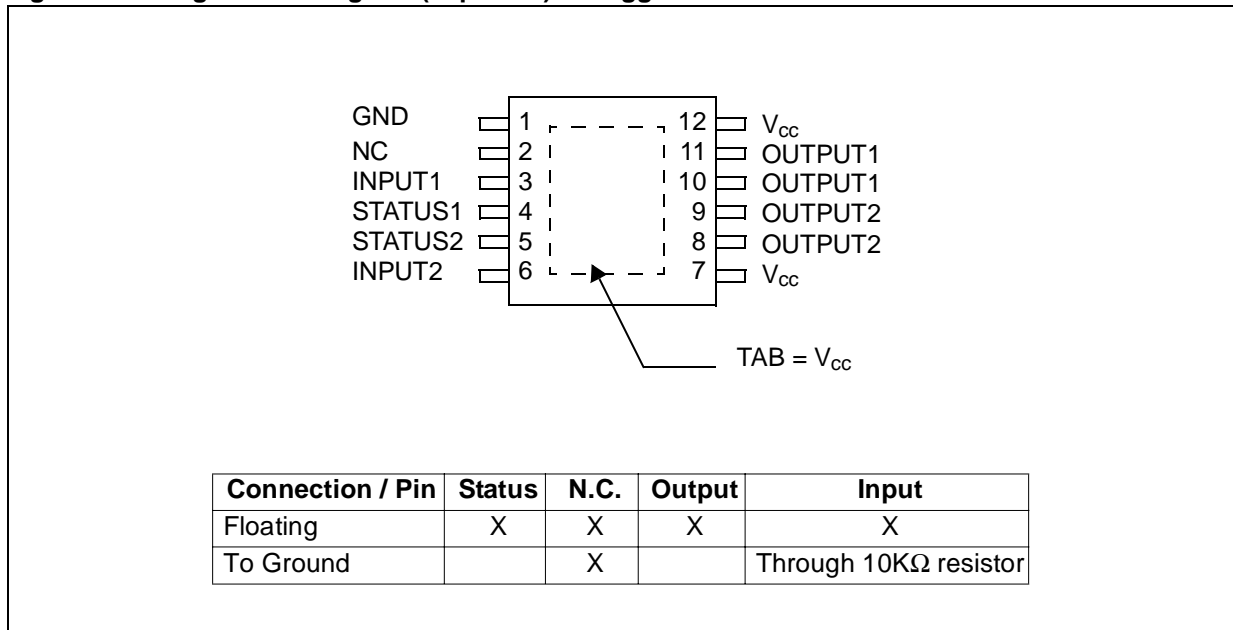 GND 1 12 Vcc
NC 2 11 OUTPUT1
INPUT1 3 10 OUTPUT1
STATUS1 4 9 OUTPUT2
STATUS2 5 8 OUTPUT2
INPUT2 6 7 Vcc
TAB = Vcc
Connection / Pin Status N.C. Output Input
Floating X X X X
To Ground X Through 10KΩ resistor